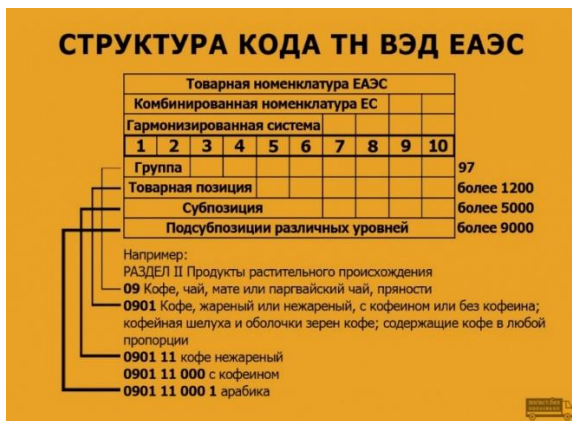 СТРУКТУРА КОДА ТН ВЭД ЕАЭС
Товарная номенклатура ЕАЭС
Комбинированная номенклатура ЕС
Гармонизированная система
1 2 3 4 5 6 7 8 9 10
Группа 97
Товарная позиция более 1200
Субпозиция более 5000
Подсубпозиции различных уровней более 9000
Например:
РАЗДЕЛ II Продукты растительного происхождения
09 Кофе, чай, мате или паргвайский чай, пряности
0901 Кофе, жареный или нежареный, с кофеином или без кофеина;
кофейная шелуха и оболочки зерен кофе; содержащие кофе в любой
пропорции
0901 11 кофе нежареный
0901 11 000 с кофеином
0901 11 000 1 арабика